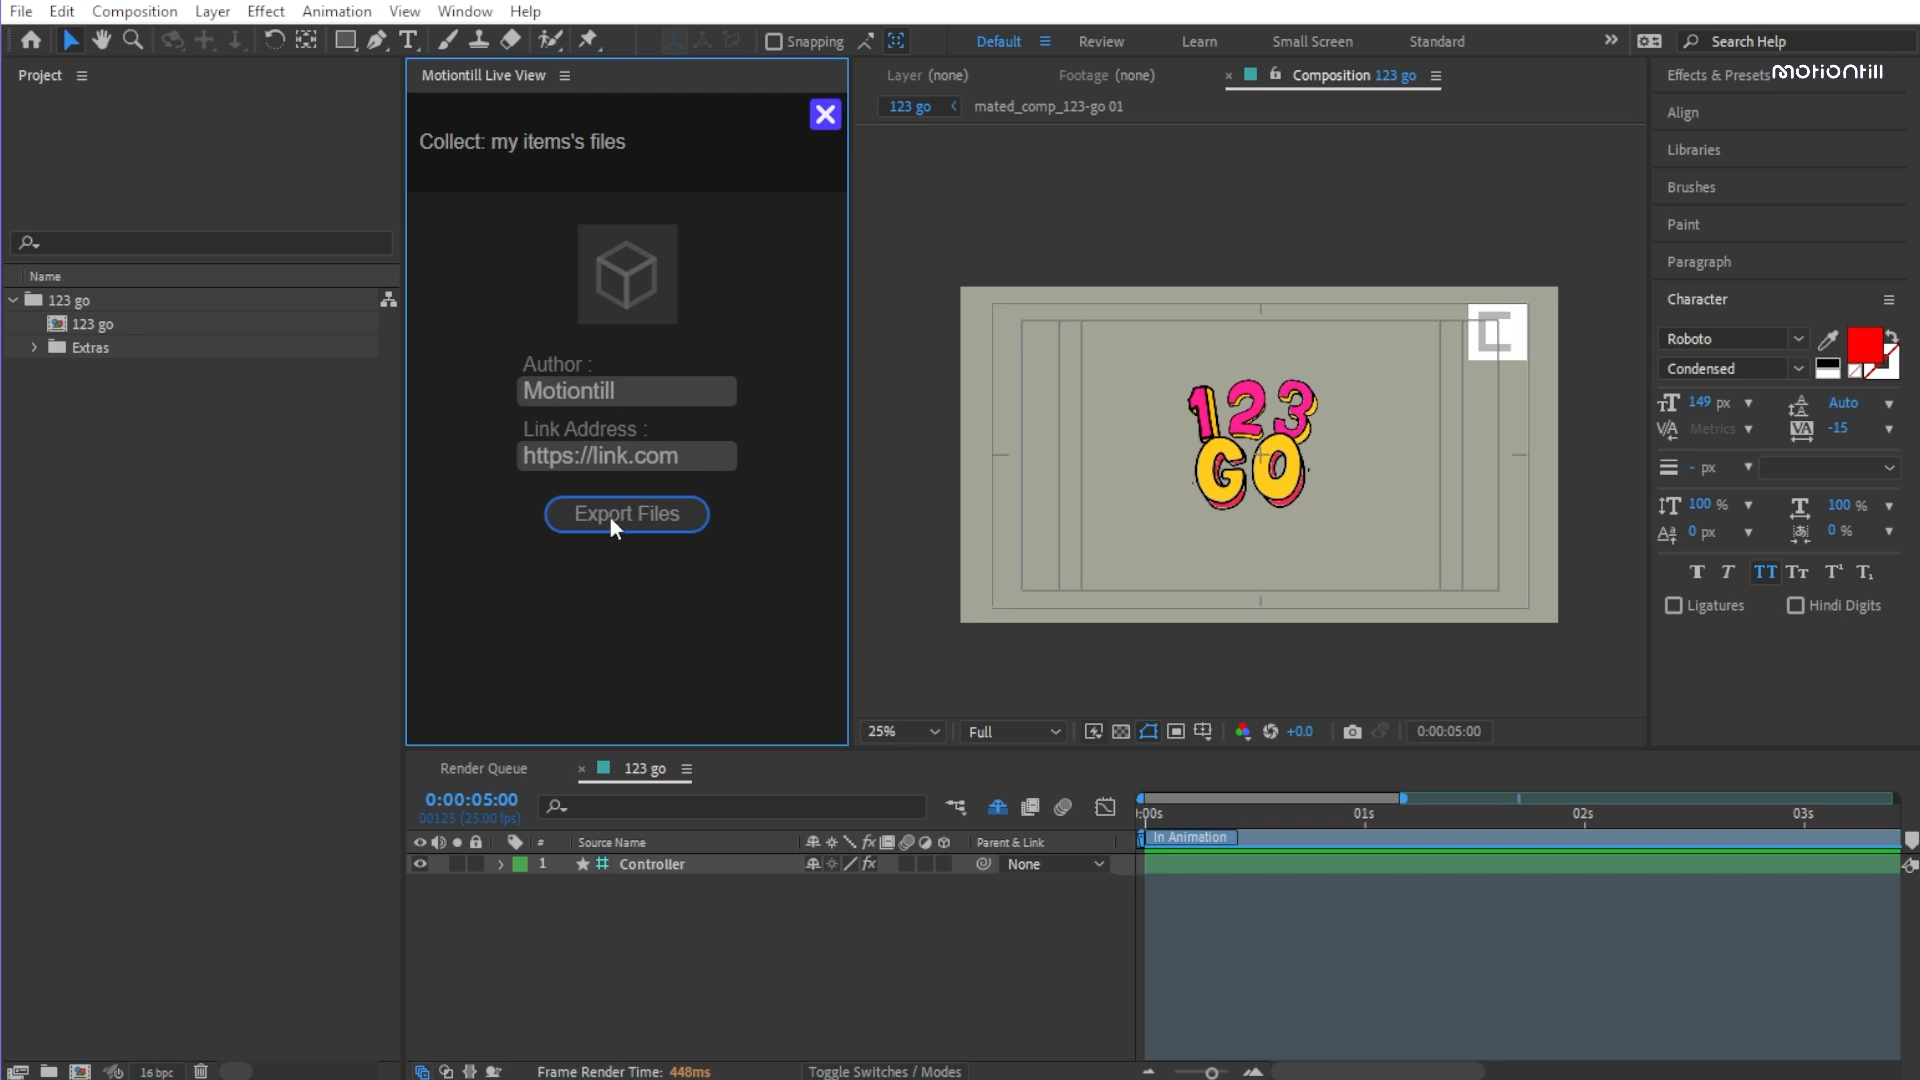 File Edit Composition Layer Effect Animation View Window Help
Snapping Default Review Learn Small Screen Standard Search Help
Project
Motiontill Live View
Layer (none) Footage (none) × Composition 123 go
Effects & Presets
motiontill
123 go mated_comp_123-go 01
Align
Collect: my items's files
Libraries
Brushes
Paint
Paragraph
Name
123 go
123 go
Extras
Character
Roboto
Condensed
149 px Auto
Metrics -15
- px
100 % 100 %
0 px 0 %
T T TT Tт T¹ T₁
Ligatures Hindi Digits
Author :
Motiontill
Link Address :
https://link.com
Export Files
123
GO
25% Full +0.0 0:00:05:00
Render Queue × 123 go
0:00:05:00
00125 (25.00 fps)
:00s 01s 02s 03s
# Source Name fx Parent & Link
In Animation
1 Controller fx None
16 bpc Frame Render Time: 448ms Toggle Switches / Modes